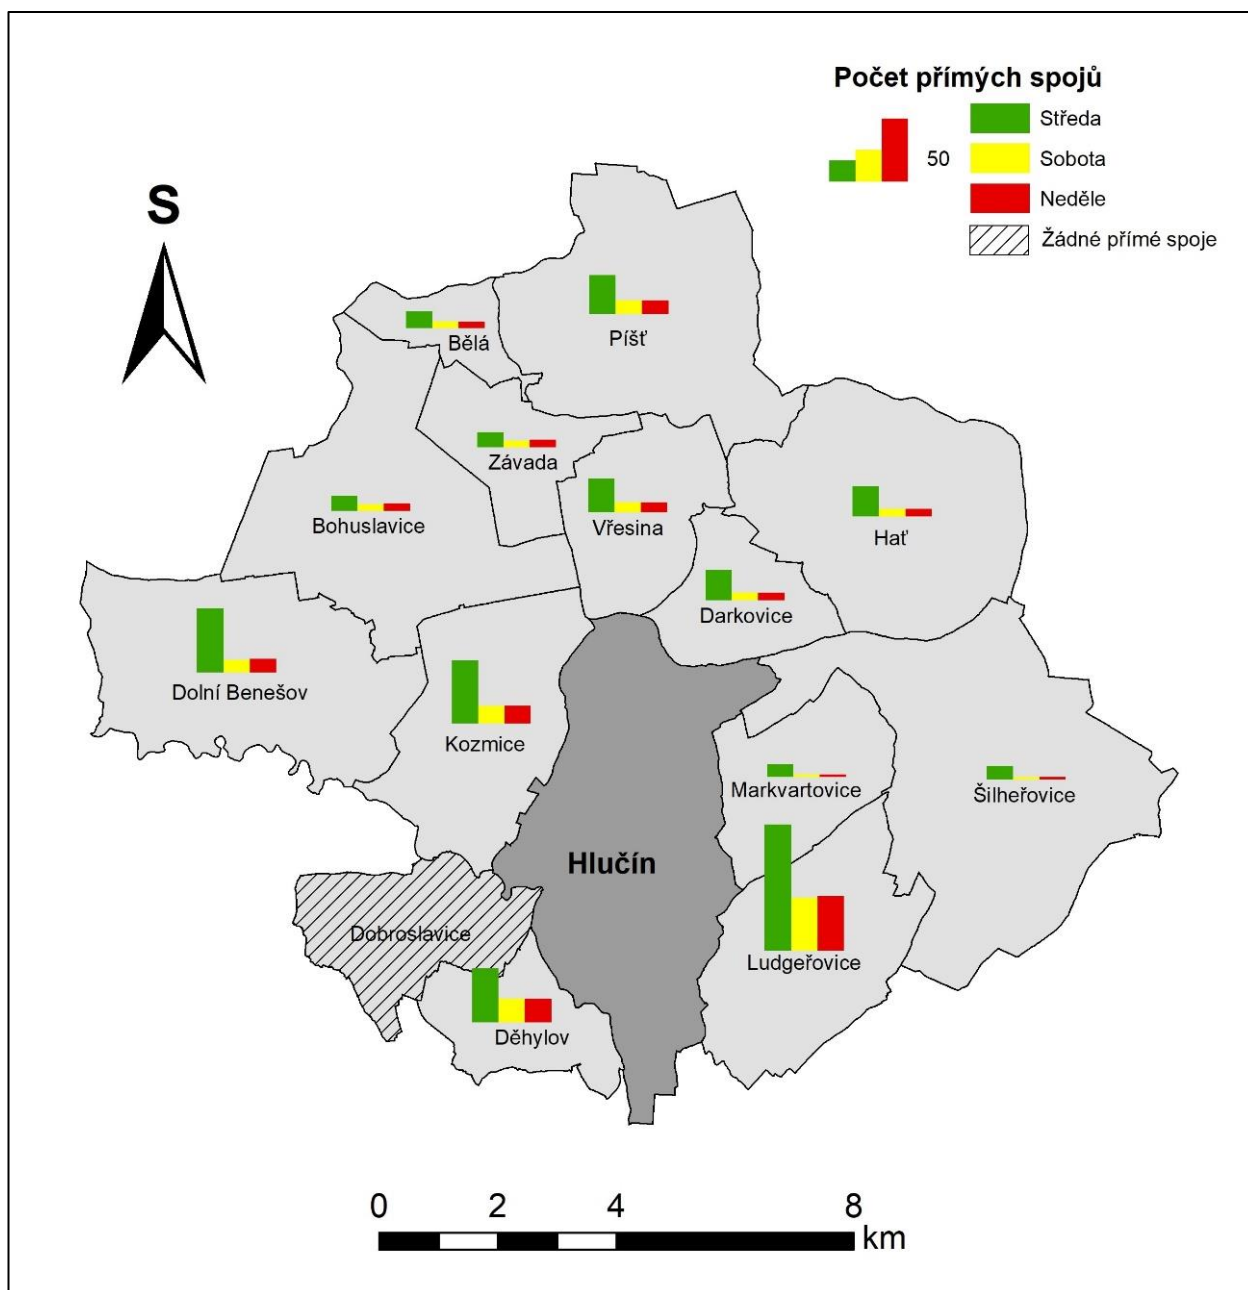 Počet přímých spojů
50
Středa
Sobota
Neděle
Žádné přímé spoje
S
Bělá
Píšť
Závada
Bohuslavice
Vřesina
Hať
Darkovice
Dolní Benešov
Kozmice
Markvartovice
Šilheřovice
Hlučín
Dobroslavice
Ludgeřovice
Děhylov
0 2 4 8
km